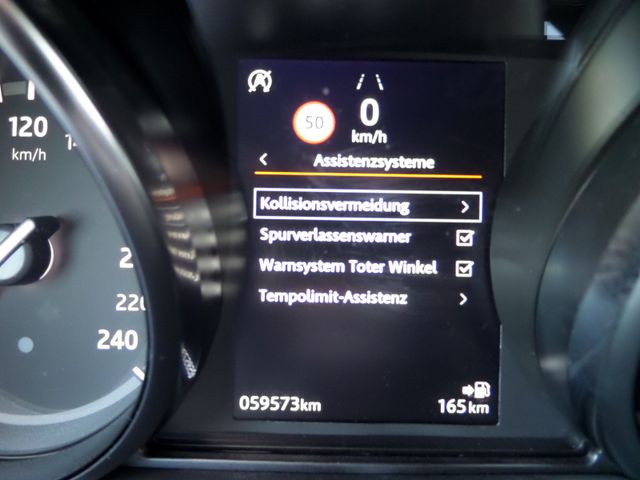 120
km/h
220
240
50
0
km/h
Assistenzsysteme
Kollisionsvermeidung
Spurverlassenswarner
Warnsystem Toter Winkel
Tempolimit-Assistenz
059573km
165km